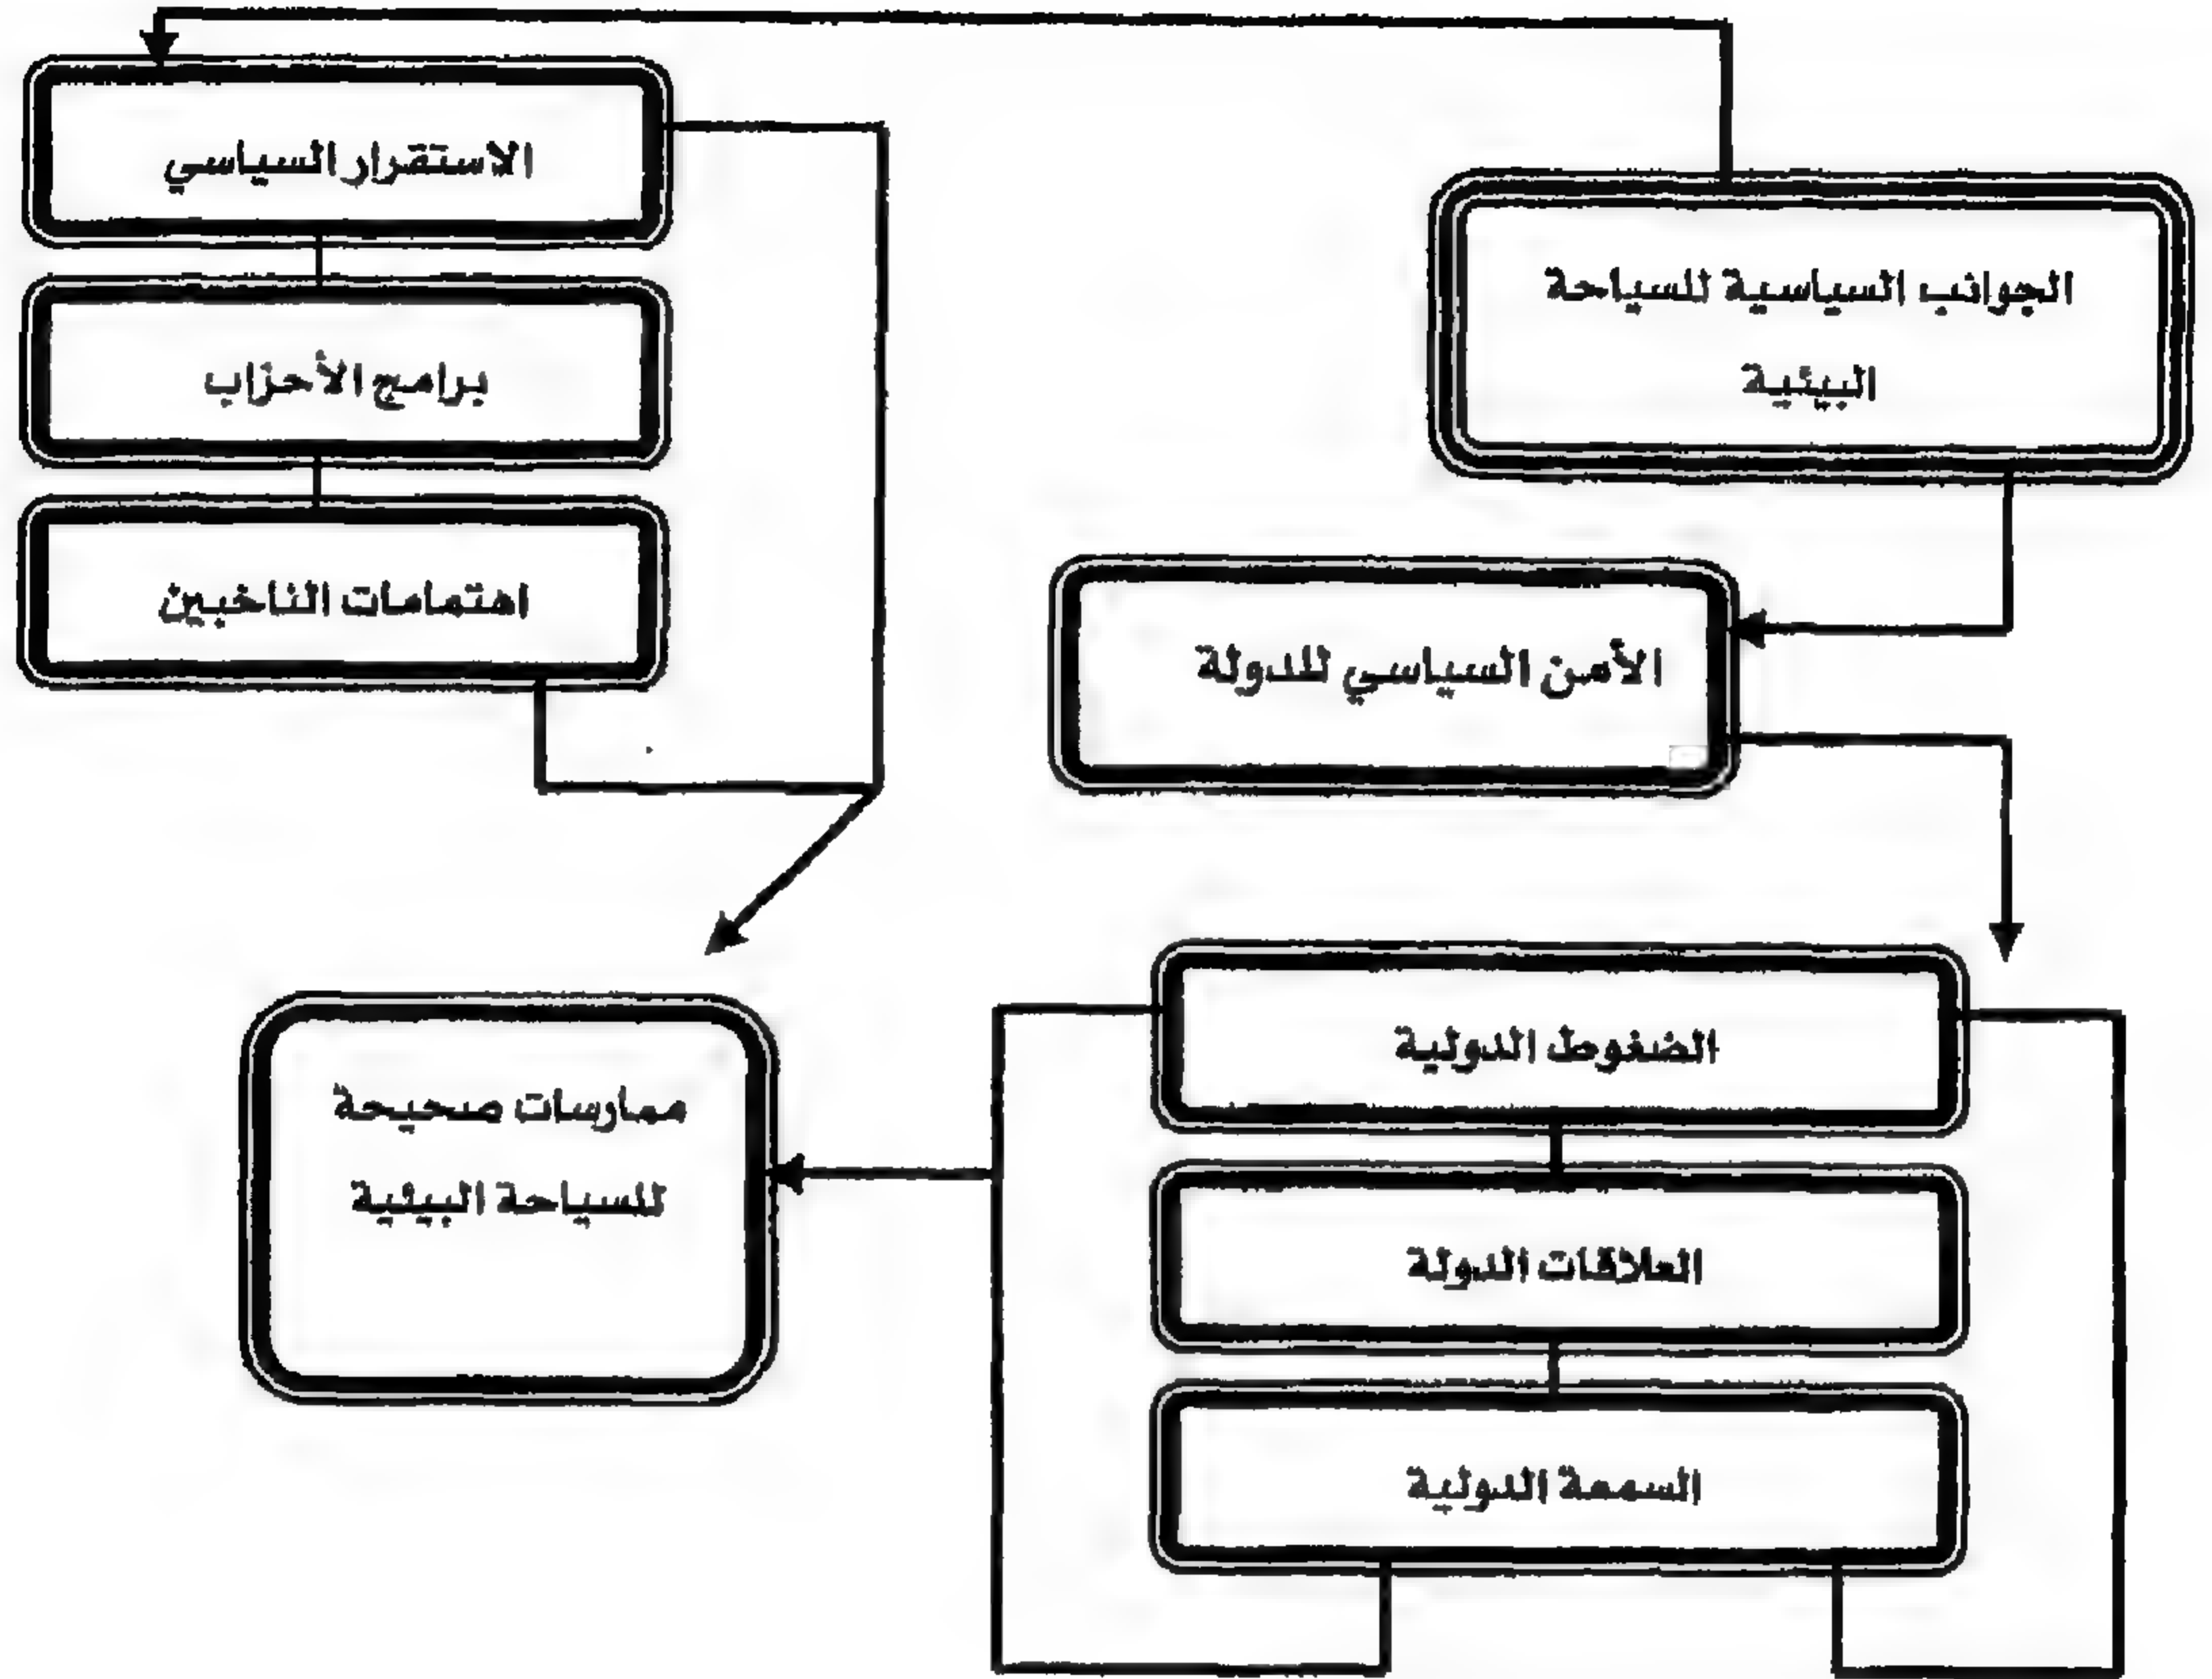 الجوانب السياسية للسياحة
البيئية
الاستقرار السياسي
برامج الأحزاب
اهتمامات الناخبين
الأمن السياسي للدولة
الضغوط الدولية
العلاقات الدولة
السمعة الدولية
ممارسات صحيحة
للسياحة البيئية